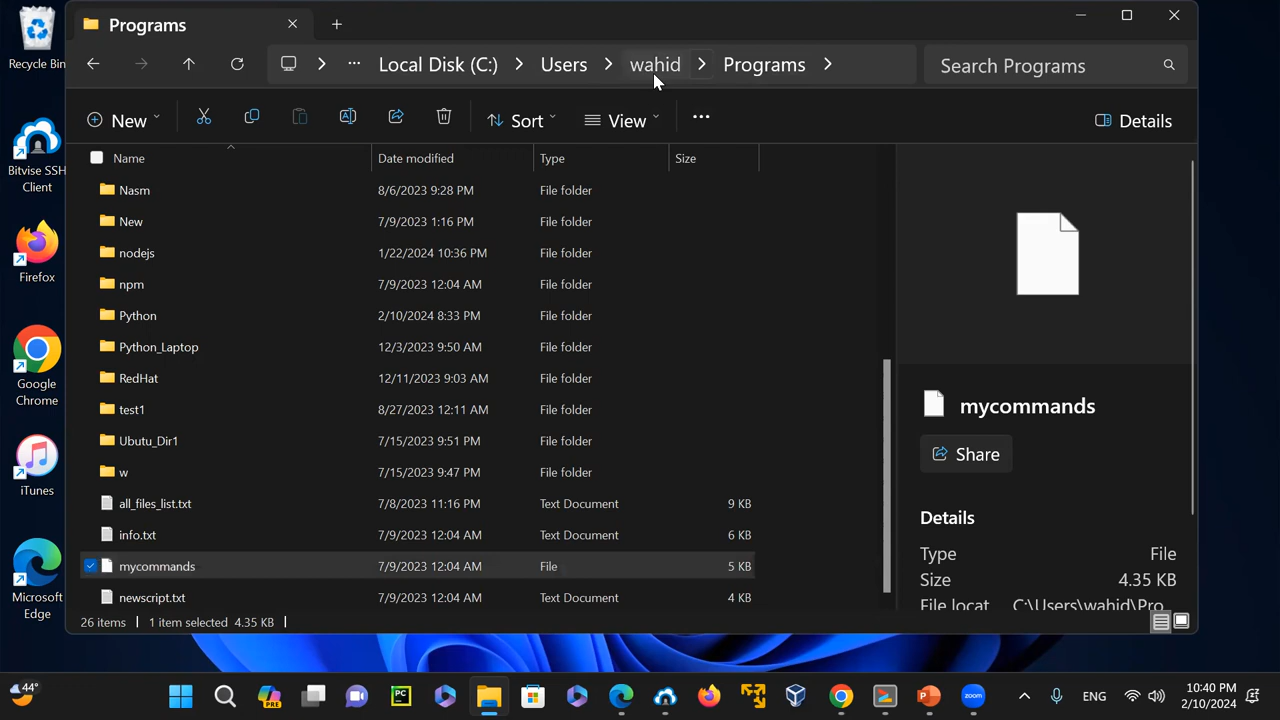 Programs
Local Disk (C:) Users wahid Programs
Search Programs
New Sort View ... Details
Name Date modified Type Size
Nasm 8/6/2023 9:28 PM File folder
New 7/9/2023 1:16 PM File folder
nodejs 1/22/2024 10:36 PM File folder
npm 7/9/2023 12:04 AM File folder
Python 2/10/2024 8:33 PM File folder
Python_Laptop 12/3/2023 9:50 AM File folder
RedHat 12/11/2023 9:03 AM File folder
test1 8/27/2023 12:11 AM File folder
Ubutu_Dir1 7/15/2023 9:51 PM File folder
w 7/15/2023 9:47 PM File folder
all_files_list.txt 7/8/2023 11:16 PM Text Document 9 KB
info.txt 7/9/2023 12:04 AM Text Document 6 KB
mycommands 7/9/2023 12:04 AM File 5 KB
newscript.txt 7/9/2023 12:04 AM Text Document 4 KB
26 items 1 item selected 4.35 KB
mycommands
Share
Details
Type File
Size 4.35 KB
File locat C:\Users\wahid\Pro
Recycle Bin
Bitvise SSH
Client
Firefox
Google
Chrome
iTunes
Microsoft
Edge
44°
PRE
PC
ENG
10:40 PM
2/10/2024
zoom